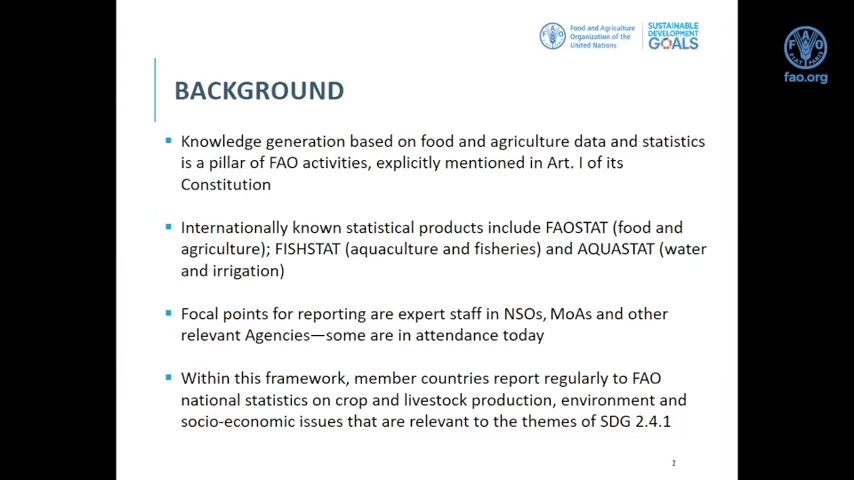 Food and Agriculture
Organization of the
United Nations
SUSTAINABLE
DEVELOPMENT
GOALS
FAO
FIAT PANIS
fao.org
BACKGROUND
Knowledge generation based on food and agriculture data and statistics
is a pillar of FAO activities, explicitly mentioned in Art. I of its
Constitution
Internationally known statistical products include FAOSTAT (food and
agriculture); FISHSTAT (aquaculture and fisheries) and AQUASTAT (water
and irrigation)
Focal points for reporting are expert staff in NSOs, MoAs and other
relevant Agencies—some are in attendance today
Within this framework, member countries report regularly to FAO
national statistics on crop and livestock production, environment and
socio-economic issues that are relevant to the themes of SDG 2.4.1
2